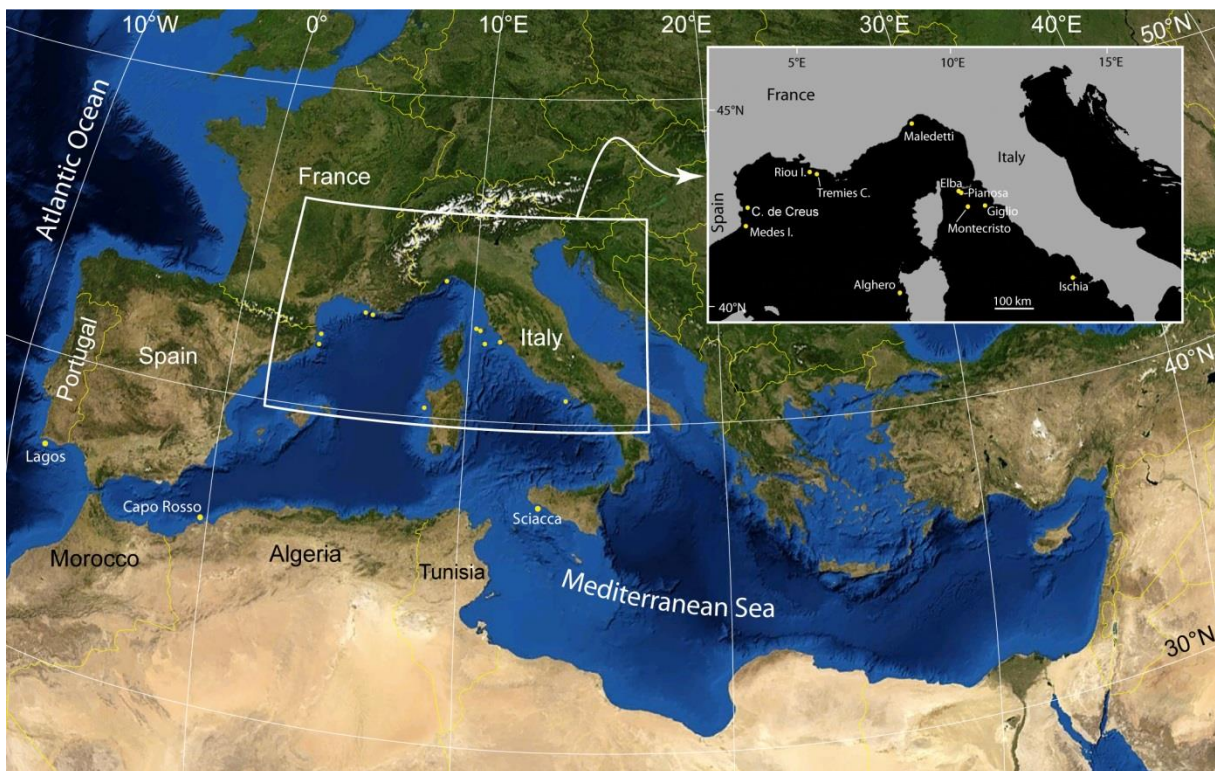 10°W
0°
10°E
20°E
30°E
40°E
50°N
5°E
10°E
15°E
France
45°N
Maledetti
Italy
Riou I.
Tremies C.
Elba
Pianosa
C. de Creus
Giglio
Montecristo
Spain
Medes I.
Alghero
Ischia
40°N
100 km
Atlantic Ocean
France
Italy
Portugal
Spain
40°N
Lagos
Capo Rosso
Sciacca
Morocco
Algeria
Tunisia
Mediterranean Sea
30°N